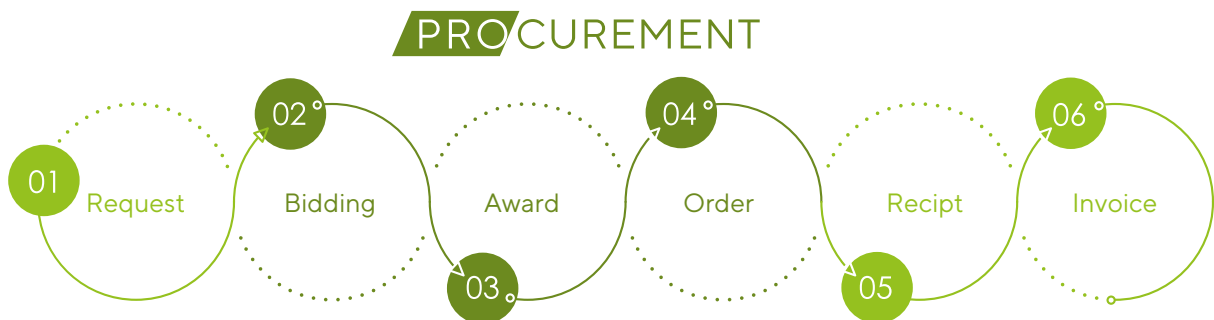 PROCUREMENT
01 Request
02 Bidding
03 Award
04 Order
05 Recipt
06 Invoice